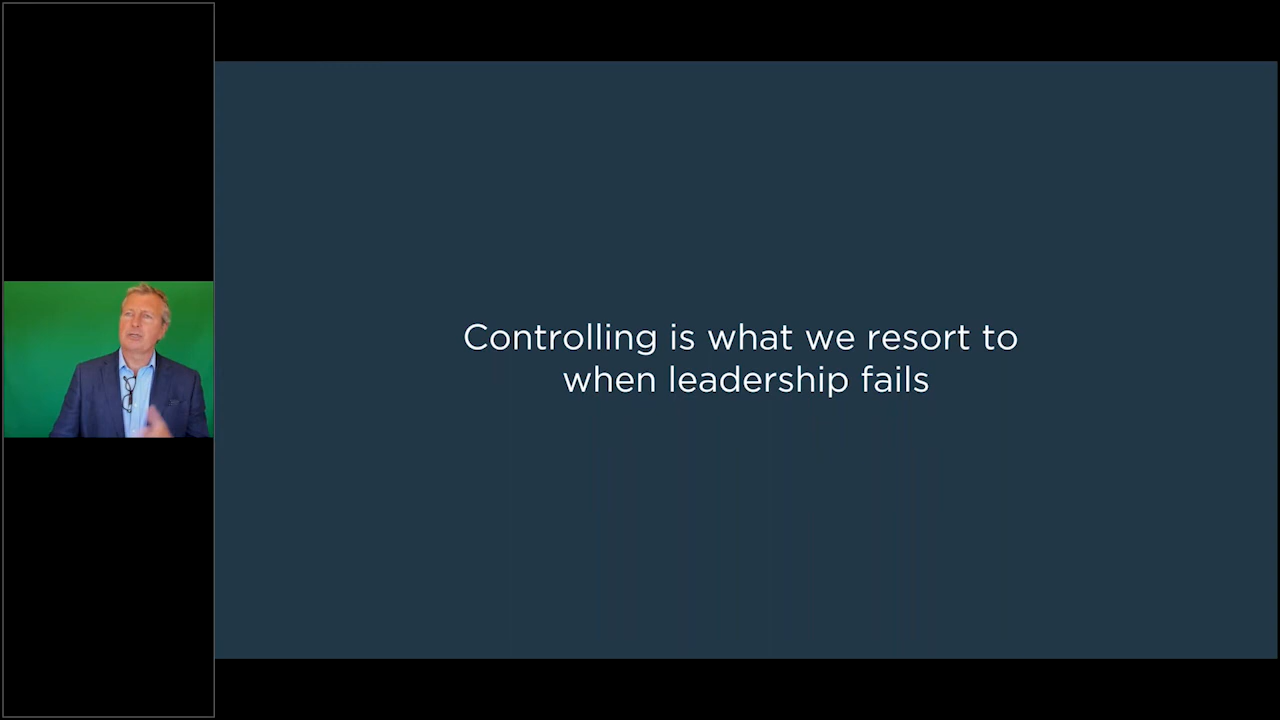 Controlling is what we resort to
when leadership fails